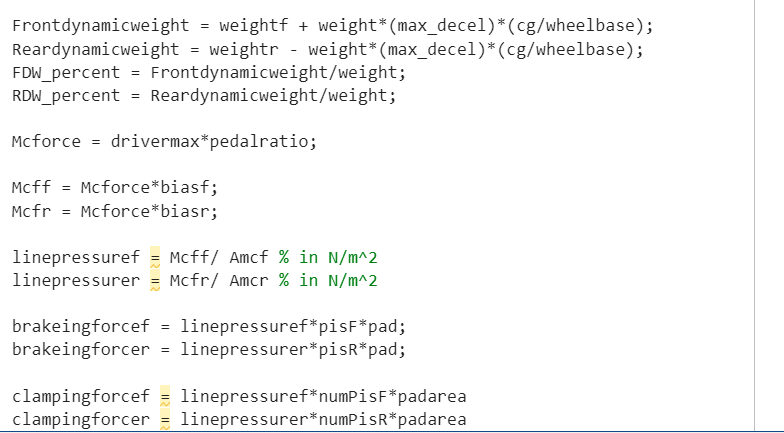 Frontdynamicweight = weightf + weight*(max_decel)*(cg/wheelbase);
Reardynamicweight = weightr - weight*(max_decel)*(cg/wheelbase);
FDW_percent = Frontdynamicweight/weight;
RDW_percent = Reardynamicweight/weight;
Mcforce = drivermax*pedalratio;
Mcff = Mcforce*biasf;
Mcfr = Mcforce*biasr;
linepressuref = Mcff/ Amcf % in N/m^2
linepressurer = Mcfr/ Amcr % in N/m^2
brakeingforcef = linepressuref*pisF*pad;
brakeingforcer = linepressurer*pisR*pad;
clampingforcef = linepressuref*numPisF*padarea
clampingforcer = linepressurer*numPisR*padarea